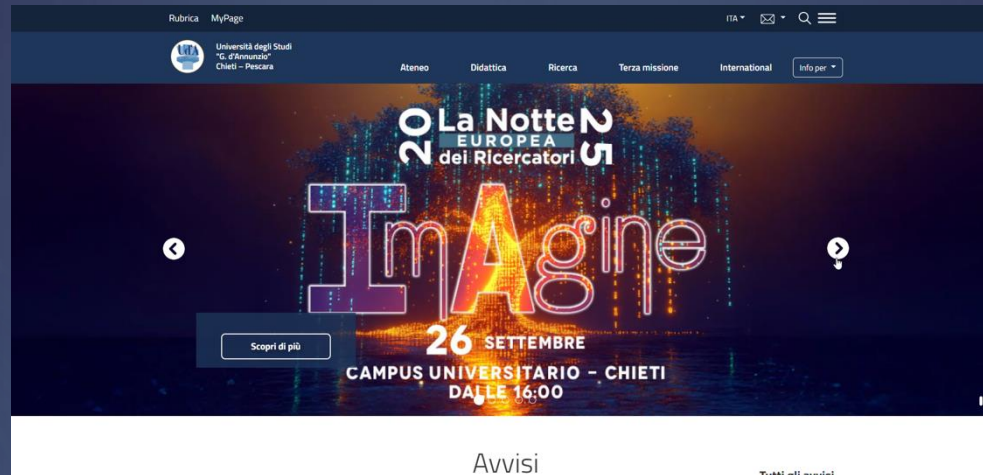 Rubrica MyPage
ITA
UdA
Università degli Studi
"G. d'Annunzio"
Chieti – Pescara
Ateneo Didattica Ricerca Terza missione International Info per
20 La Notte 25
EUROPEA
dei Ricercatori
ImAgine
Scopri di più
26 SETTEMBRE
CAMPUS UNIVERSITARIO - CHIETI
DALLE 16:00
Avvisi
Tutti gli avvisi